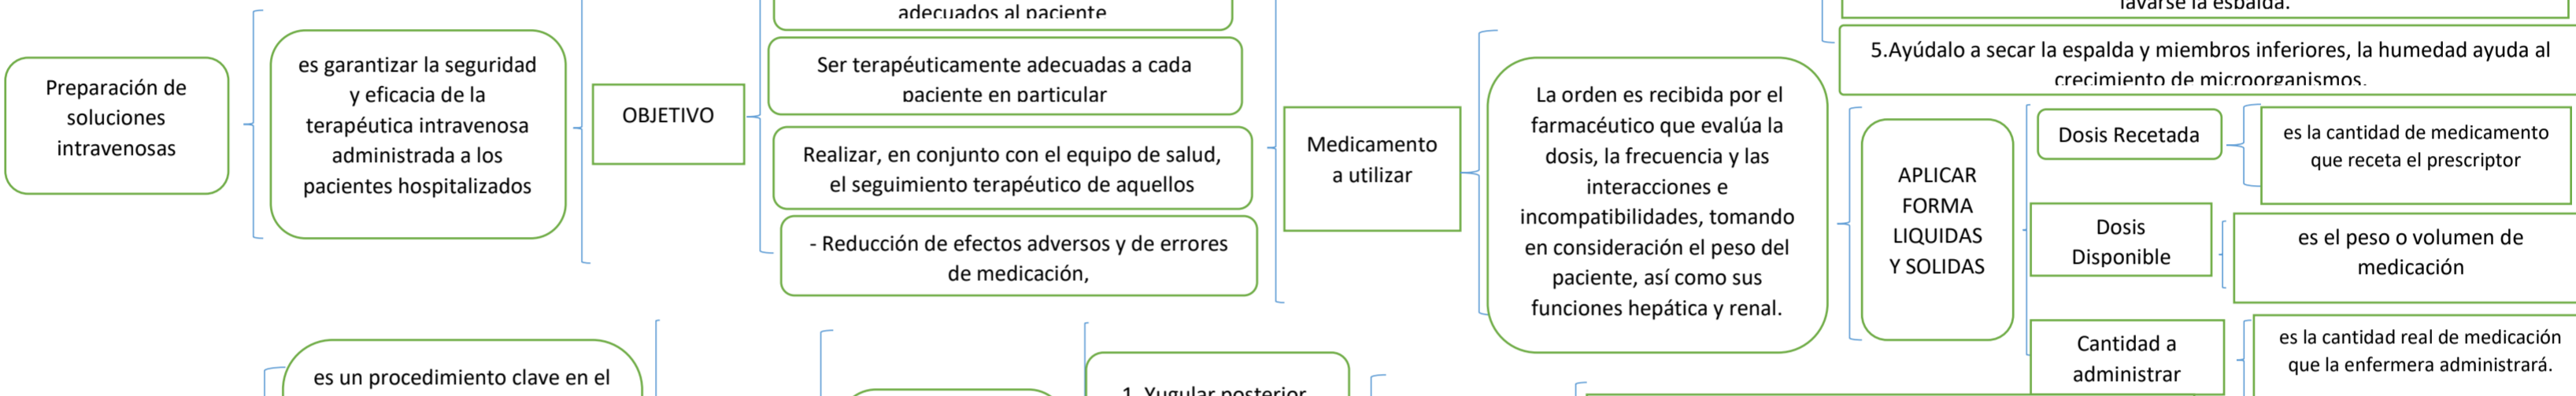 Preparación de
soluciones
intravenosas
es garantizar la seguridad
y eficacia de la
terapéutica intravenosa
administrada a los
pacientes hospitalizados
OBJETIVO
adecuados al paciente
Ser terapéuticamente adecuadas a cada
paciente en particular
Realizar, en conjunto con el equipo de salud,
el seguimiento terapéutico de aquellos
- Reducción de efectos adversos y de errores
de medicación,
Medicamento
a utilizar
La orden es recibida por el
farmacéutico que evalúa la
dosis, la frecuencia y las
interacciones e
incompatibilidades, tomando
en consideración el peso del
paciente, así como sus
funciones hepática y renal.
lavarse la espalda.
5.Ayúdalo a secar la espalda y miembros inferiores, la humedad ayuda al
crecimiento de microorganismos.
APLICAR
FORMA
LIQUIDAS
Y SOLIDAS
Dosis Recetada
es la cantidad de medicamento
que receta el prescriptor
Dosis
Disponible
es el peso o volumen de
medicación
Cantidad a
administrar
es la cantidad real de medicación
que la enfermera administrará.
es un procedimiento clave en el
1. Yugular posterior